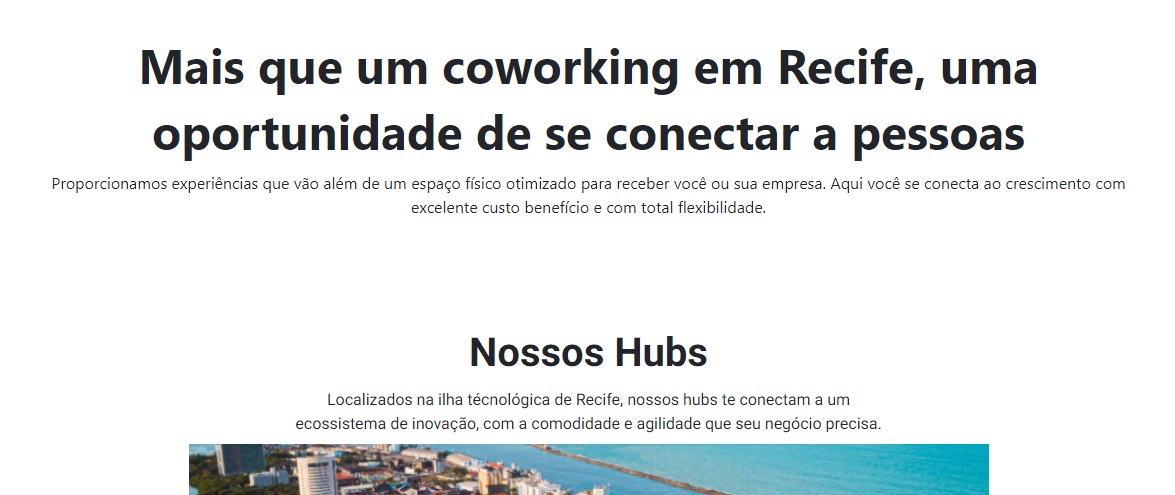 Mais que um coworking em Recife, uma
oportunidade de se conectar a pessoas
Proporcionamos experiências que vão além de um espaço físico otimizado para receber você ou sua empresa. Aqui você se conecta ao crescimento com
excelente custo benefício e com total flexibilidade.
Nossos Hubs
Localizados na ilha técnológica de Recife, nossos hubs te conectam a um
ecossistema de inovação, com a comodidade e agilidade que seu negócio precisa.